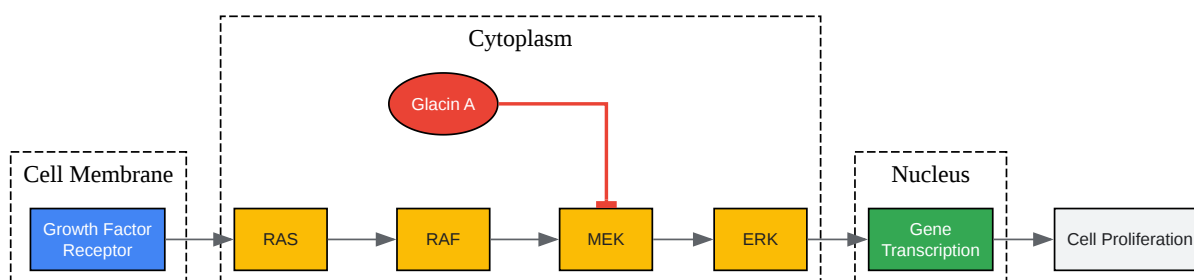 Cytoplasm
Glacin A
Cell Membrane
Nucleus
Growth Factor
Receptor
RAS
RAF
MEK
ERK
Gene
Transcription
Cell Proliferation